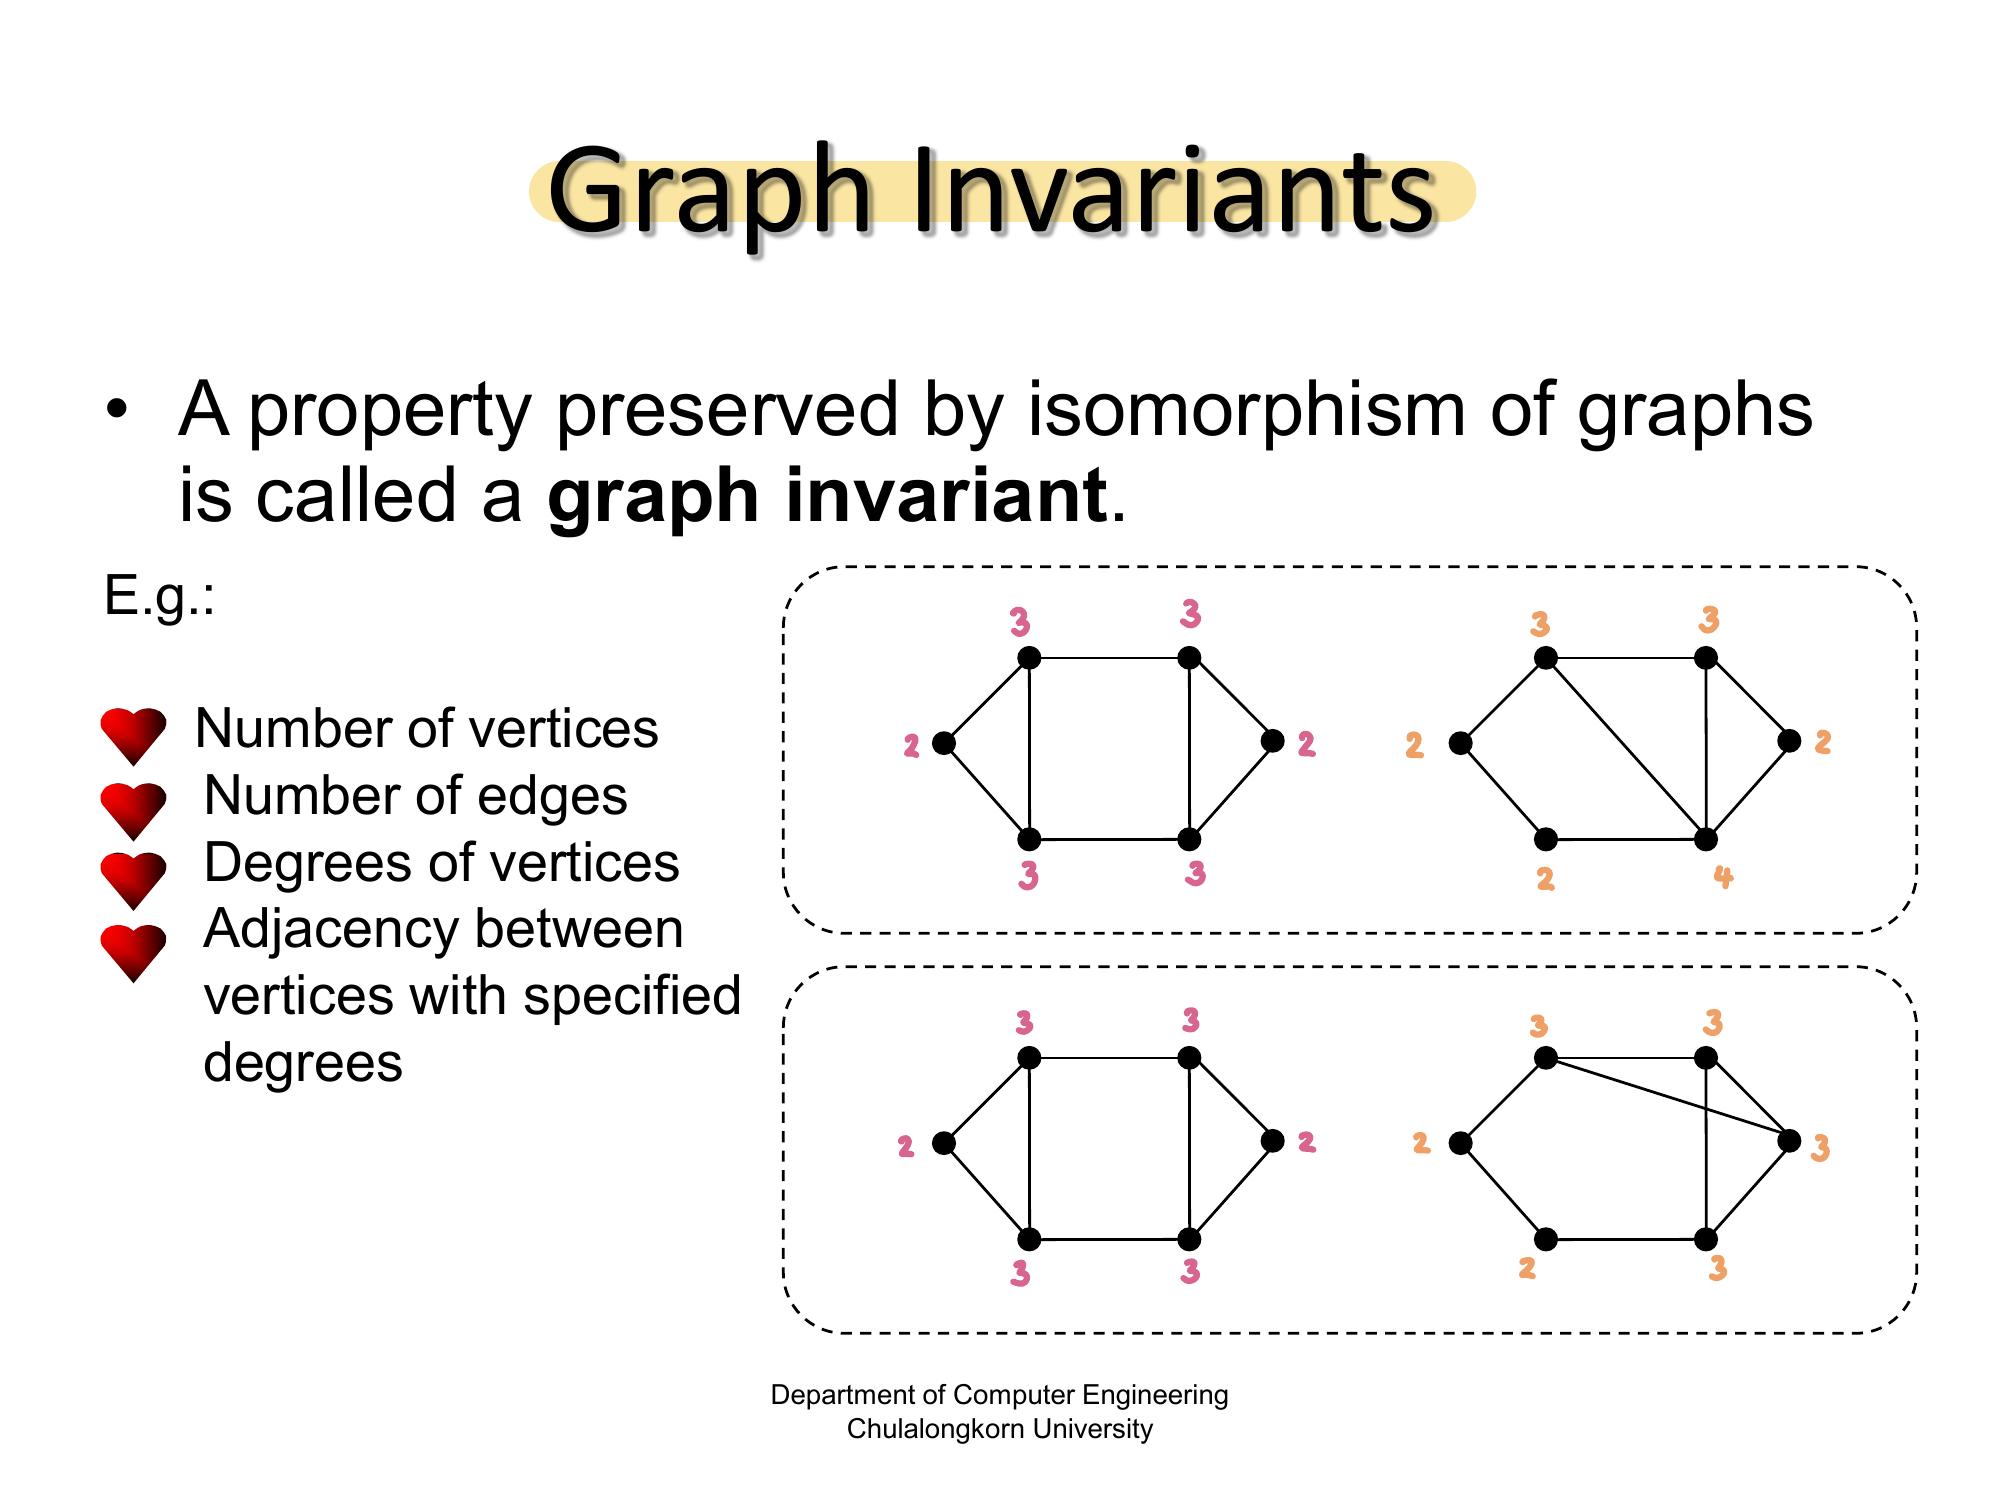 Graph Invariants
• A property preserved by isomorphism of graphs
is called a graph invariant.
E.g.:
Number of vertices
Number of edges
Degrees of vertices
Adjacency between
vertices with specified
degrees
3 3 3 3
2 2 2 2
3 3 2 4
3 3 3 3
2 2 2 3
3 3 2 3
Department of Computer Engineering
Chulalongkorn University